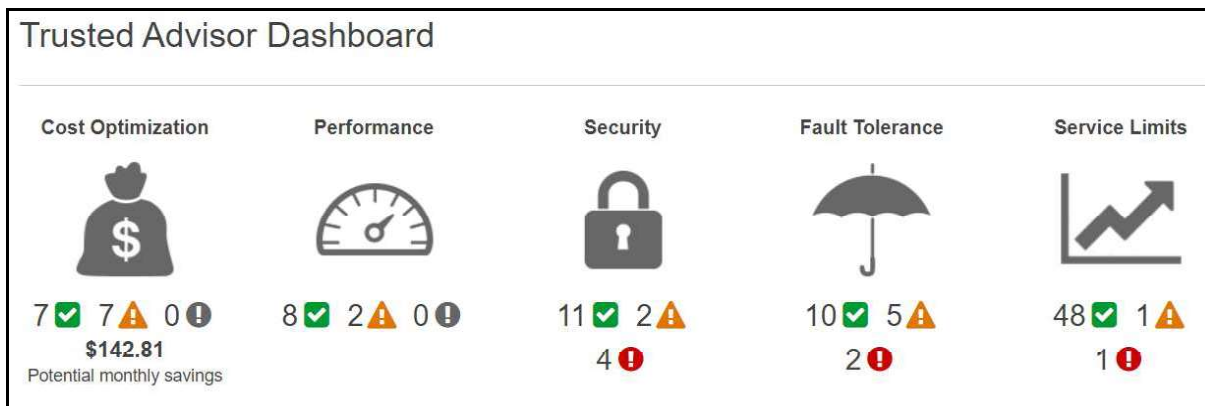 Trusted Advisor Dashboard
Cost Optimization Performance Security Fault Tolerance Service Limits
$
7 7 0 8 2 0 11 2 10 5 48 1
$142.81 4 2 1
Potential monthly savings